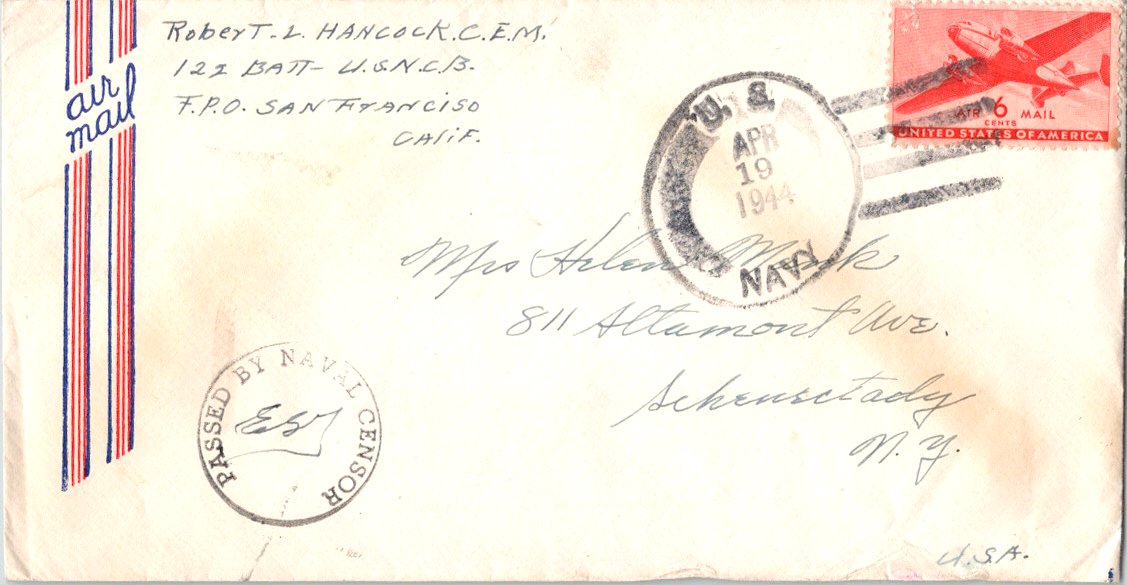 Robert. L. HANCOCK. C.E.M.
122 BATT- U.S.N.C.B.
F.P.O. SAN Franciso
Calif.
air
mail
U. S.
APR
19
1944
NAVY
AIR 6 MAIL
CENTS
UNITED STATES OF AMERICA
Mrs Helen
811 Altamont Ave.
Schenectady
N.Y.
U.S.A.
PASSED BY NAVAL CENSOR